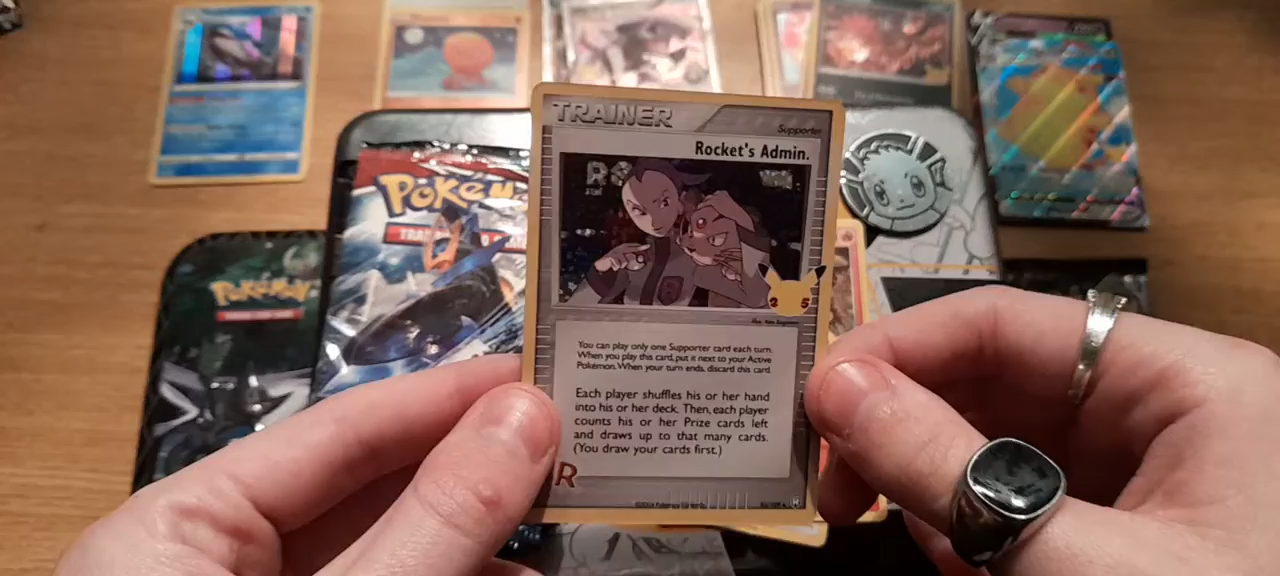 TRAINER
Supporter
Rocket's Admin.
25
You can play only one Supporter card each turn.
When you play this card, put it next to your Active
Pokémon. When your turn ends, discard this card.
Each player shuffles his or her hand
into his or her deck. Then, each player
counts his or her Prize cards left
and draws up to that many cards.
(You draw your cards first.)
R
Pokém
POKéMON